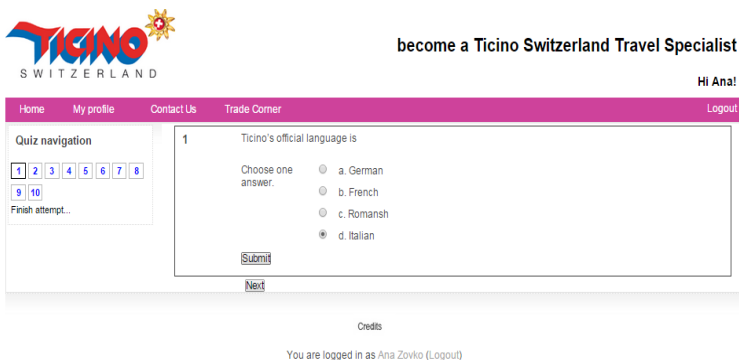 TICINO
SWITZERLAND
become a Ticino Switzerland Travel Specialist
Hi Ana!
Home My profile Contact Us Trade Corner Logout
Quiz navigation
1 2 3 4 5 6 7 8
9 10
Finish attempt...
1 Ticino's official language is
Choose one answer.
a. German
b. French
c. Romansh
d. Italian
Submit
Next
Credits
You are logged in as Ana Zovko (Logout)